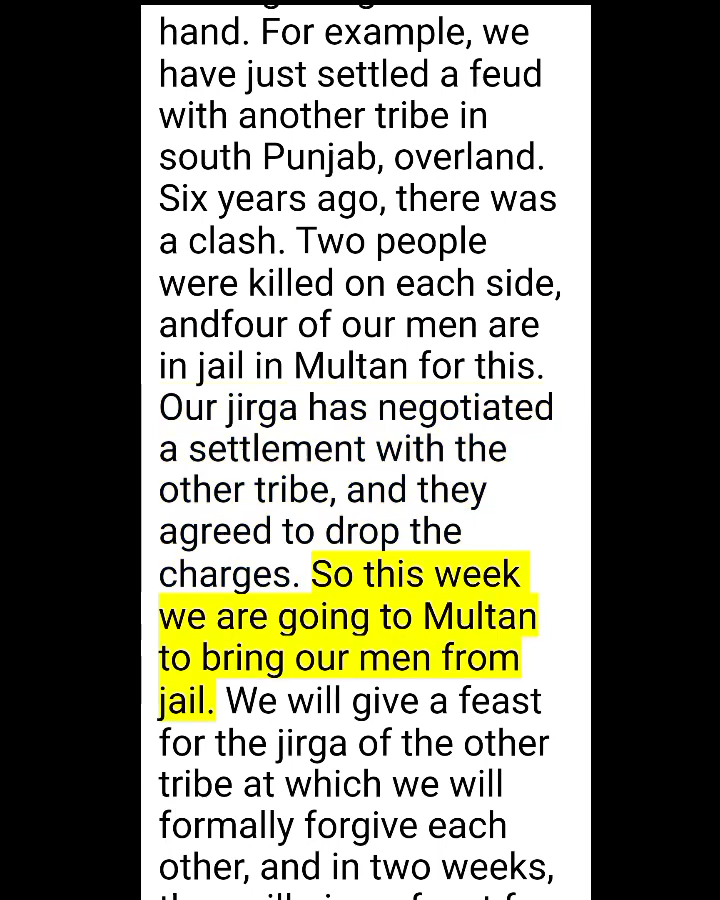 hand. For example, we
have just settled a feud
with another tribe in
south Punjab, overland.
Six years ago, there was
a clash. Two people
were killed on each side,
andfour of our men are
in jail in Multan for this.
Our jirga has negotiated
a settlement with the
other tribe, and they
agreed to drop the
charges. So this week
we are going to Multan
to bring our men from
jail. We will give a feast
for the jirga of the other
tribe at which we will
formally forgive each
other, and in two weeks,